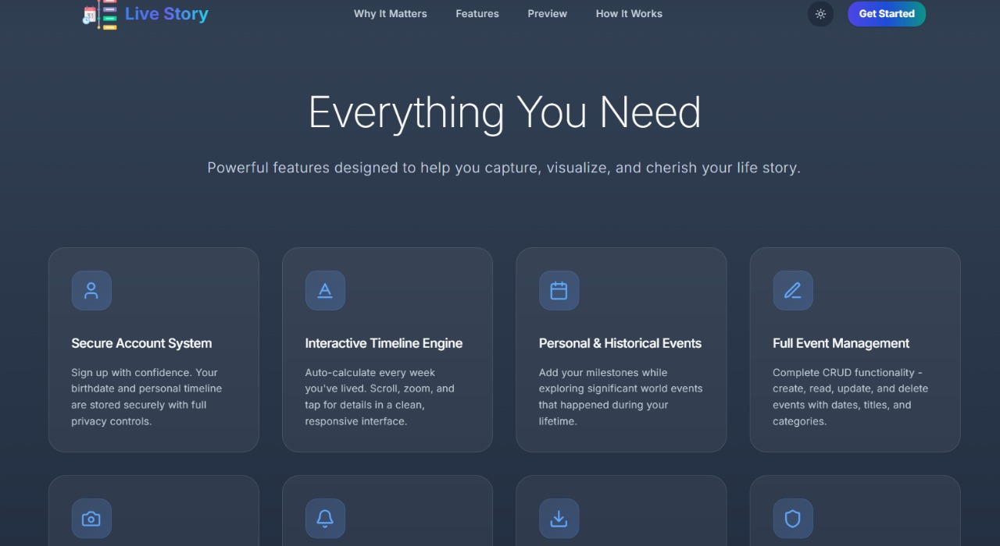 Live Story
Why It Matters
Features
Preview
How It Works
Get Started
Everything You Need
Powerful features designed to help you capture, visualize, and cherish your life story.
Secure Account System
Sign up with confidence. Your
birthdate and personal timeline
are stored securely with full
privacy controls.
Interactive Timeline Engine
Auto-calculate every week
you've lived. Scroll, zoom, and
tap for details in a clean,
responsive interface.
Personal & Historical Events
Add your milestones while
exploring significant world events
that happened during your
lifetime.
Full Event Management
Complete CRUD functionality -
create, read, update, and delete
events with dates, titles, and
categories.